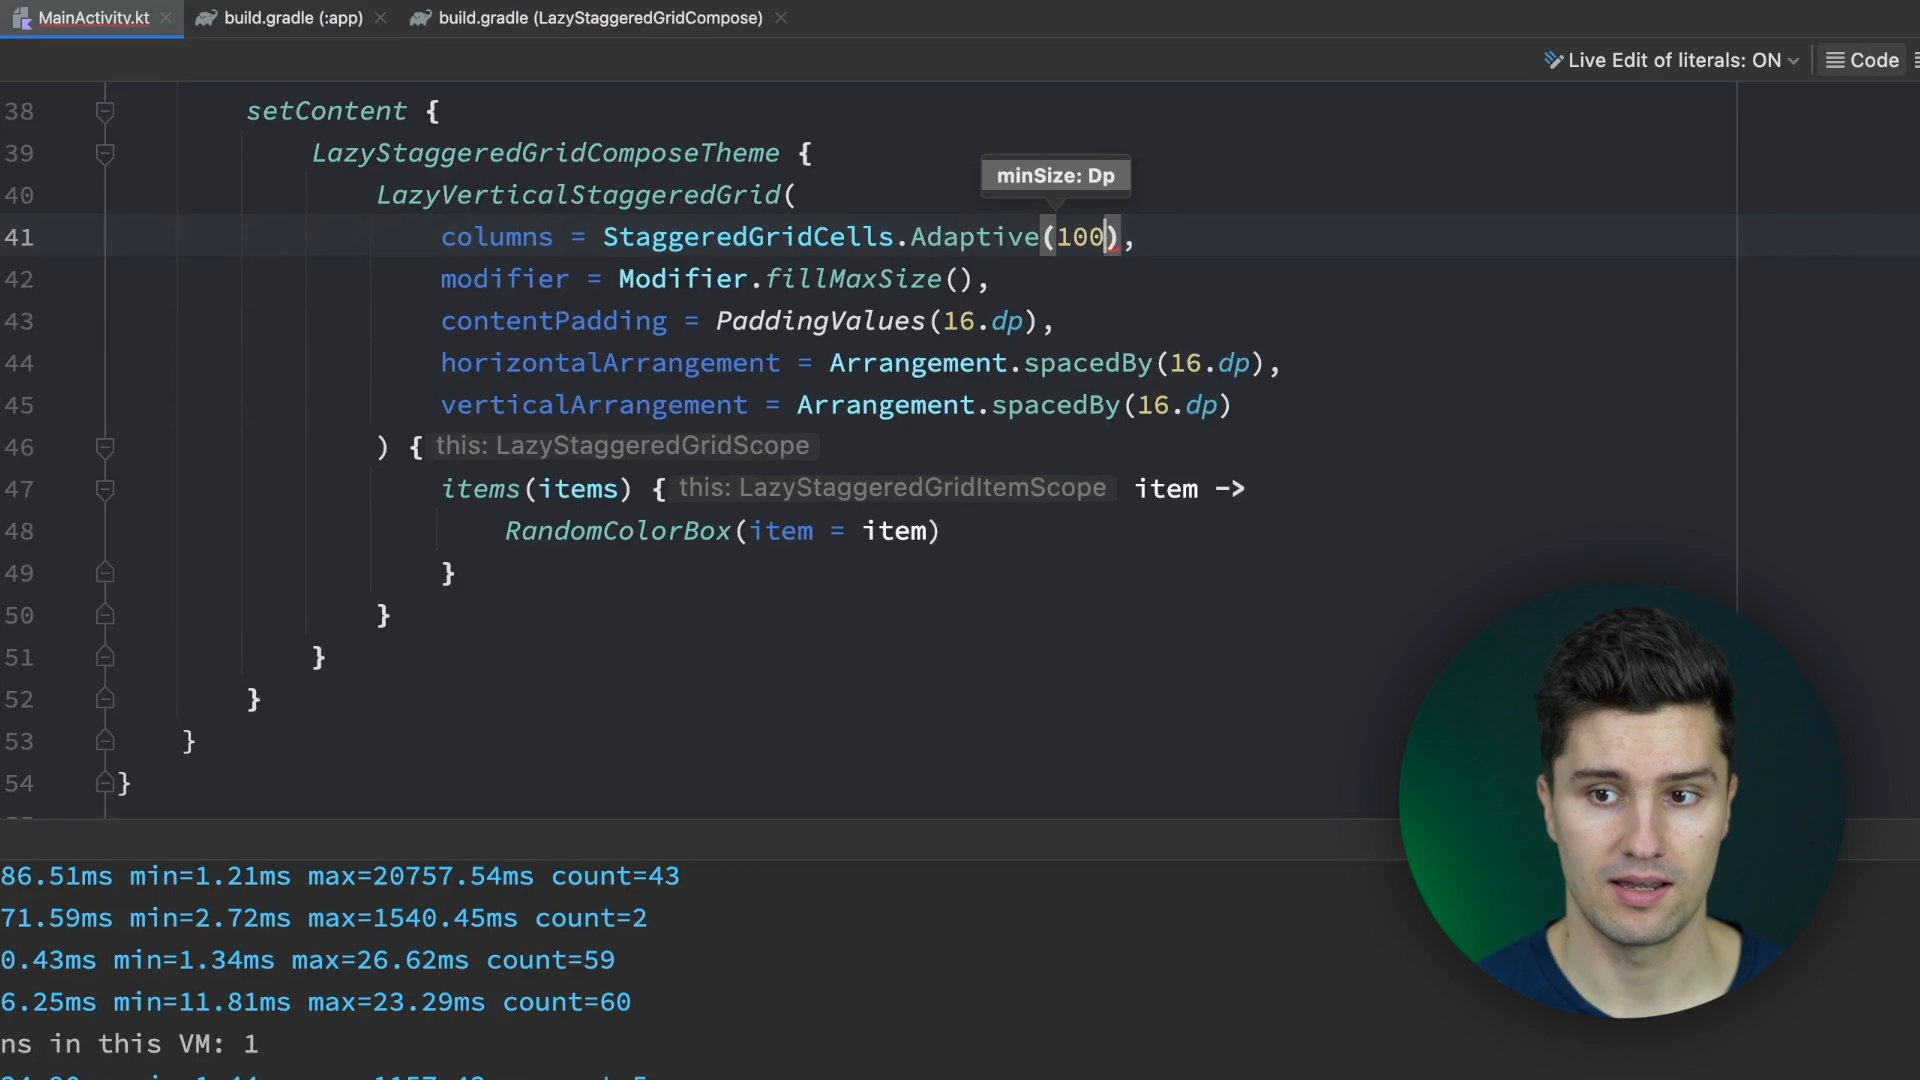 MainActivity.kt
build.gradle (:app)
build.gradle (LazyStaggeredGridCompose)
Live Edit of literals: ON
Code
38 setContent {
39 LazyStaggeredGridComposeTheme {
minSize: Dp
40 LazyVerticalStaggeredGrid(
41 columns = StaggeredGridCells.Adaptive(100),
42 modifier = Modifier.fillMaxSize(),
43 contentPadding = PaddingValues(16.dp),
44 horizontalArrangement = Arrangement.spacedBy(16.dp),
45 verticalArrangement = Arrangement.spacedBy(16.dp)
46 ) { this: LazyStaggeredGridScope
47 items(items) { this: LazyStaggeredGridItemScope item ->
48 RandomColorBox(item = item)
49 }
50 }
51 }
52 }
53 }
54 }
86.51ms min=1.21ms max=20757.54ms count=43
71.59ms min=2.72ms max=1540.45ms count=2
0.43ms min=1.34ms max=26.62ms count=59
6.25ms min=11.81ms max=23.29ms count=60
ns in this VM: 1